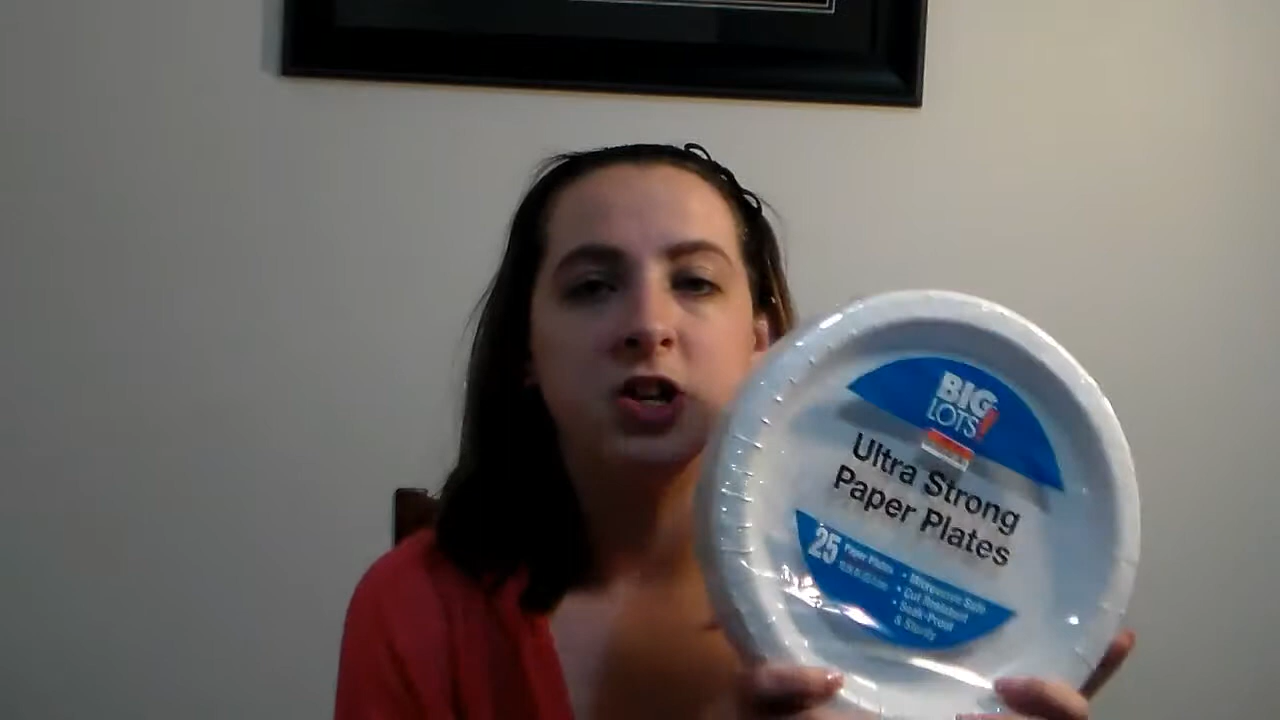 BIG
LOTS!
Ultra Strong
Paper Plates
25 Paper Plates
• Microwave Safe
• Cut Resistant
• Soak-Proof
& Sturdy